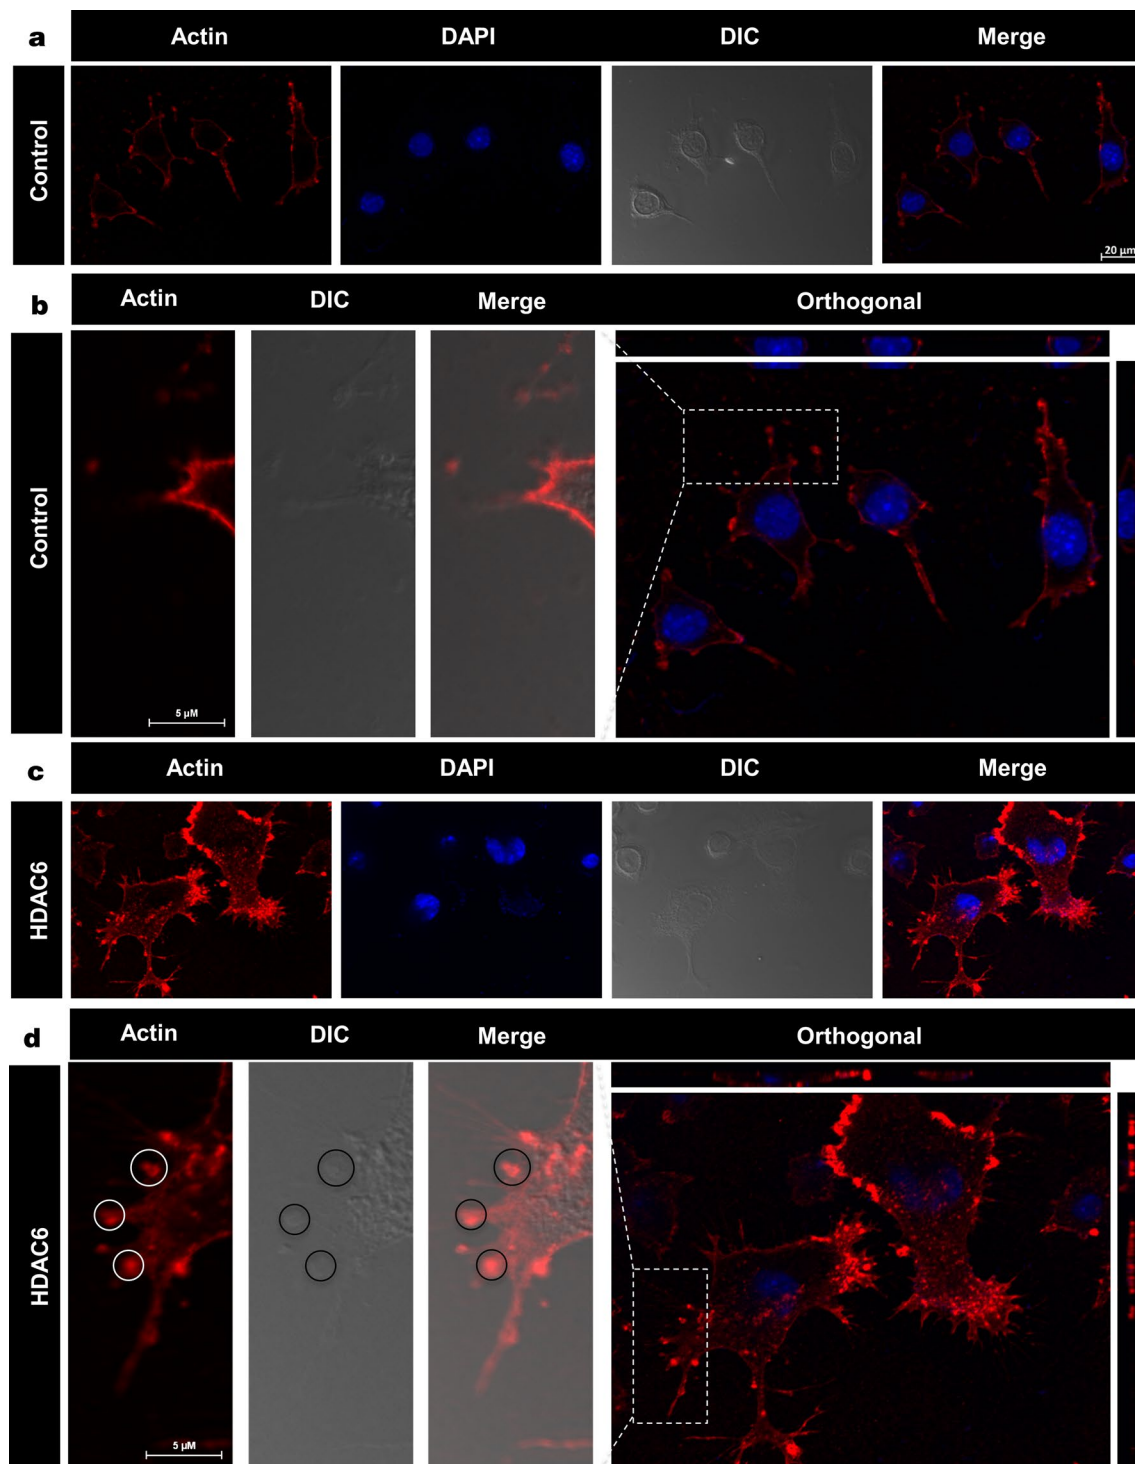 a
Actin DAPI DIC Merge
Control
20 µm
b
Actin DIC Merge Orthogonal
Control
5 µM
c
Actin DAPI DIC Merge
HDAC6
d
Actin DIC Merge Orthogonal
HDAC6
5 µM